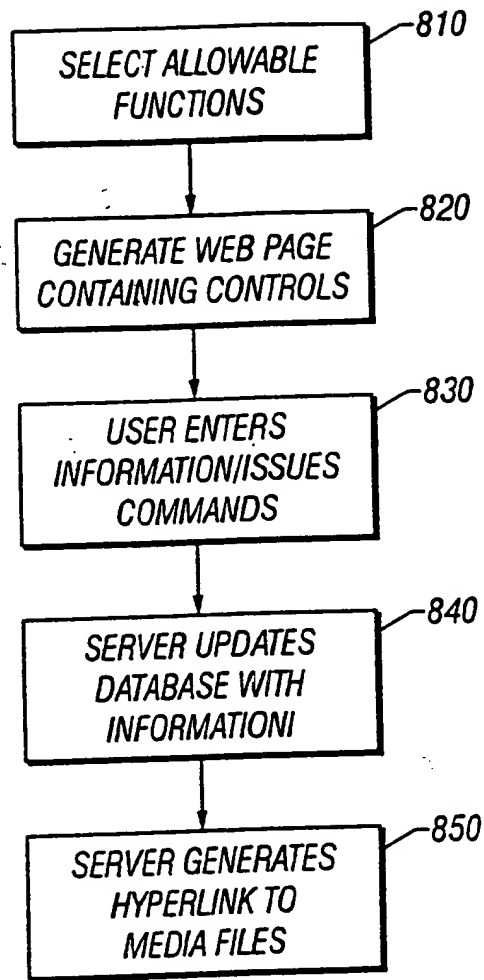 810
SELECT ALLOWABLE
FUNCTIONS
820
GENERATE WEB PAGE
CONTAINING CONTROLS
830
USER ENTERS
INFORMATION/ISSUES
COMMANDS
840
SERVER UPDATES
DATABASE WITH
INFORMATIONI
850
SERVER GENERATES
HYPERLINK TO
MEDIA FILES